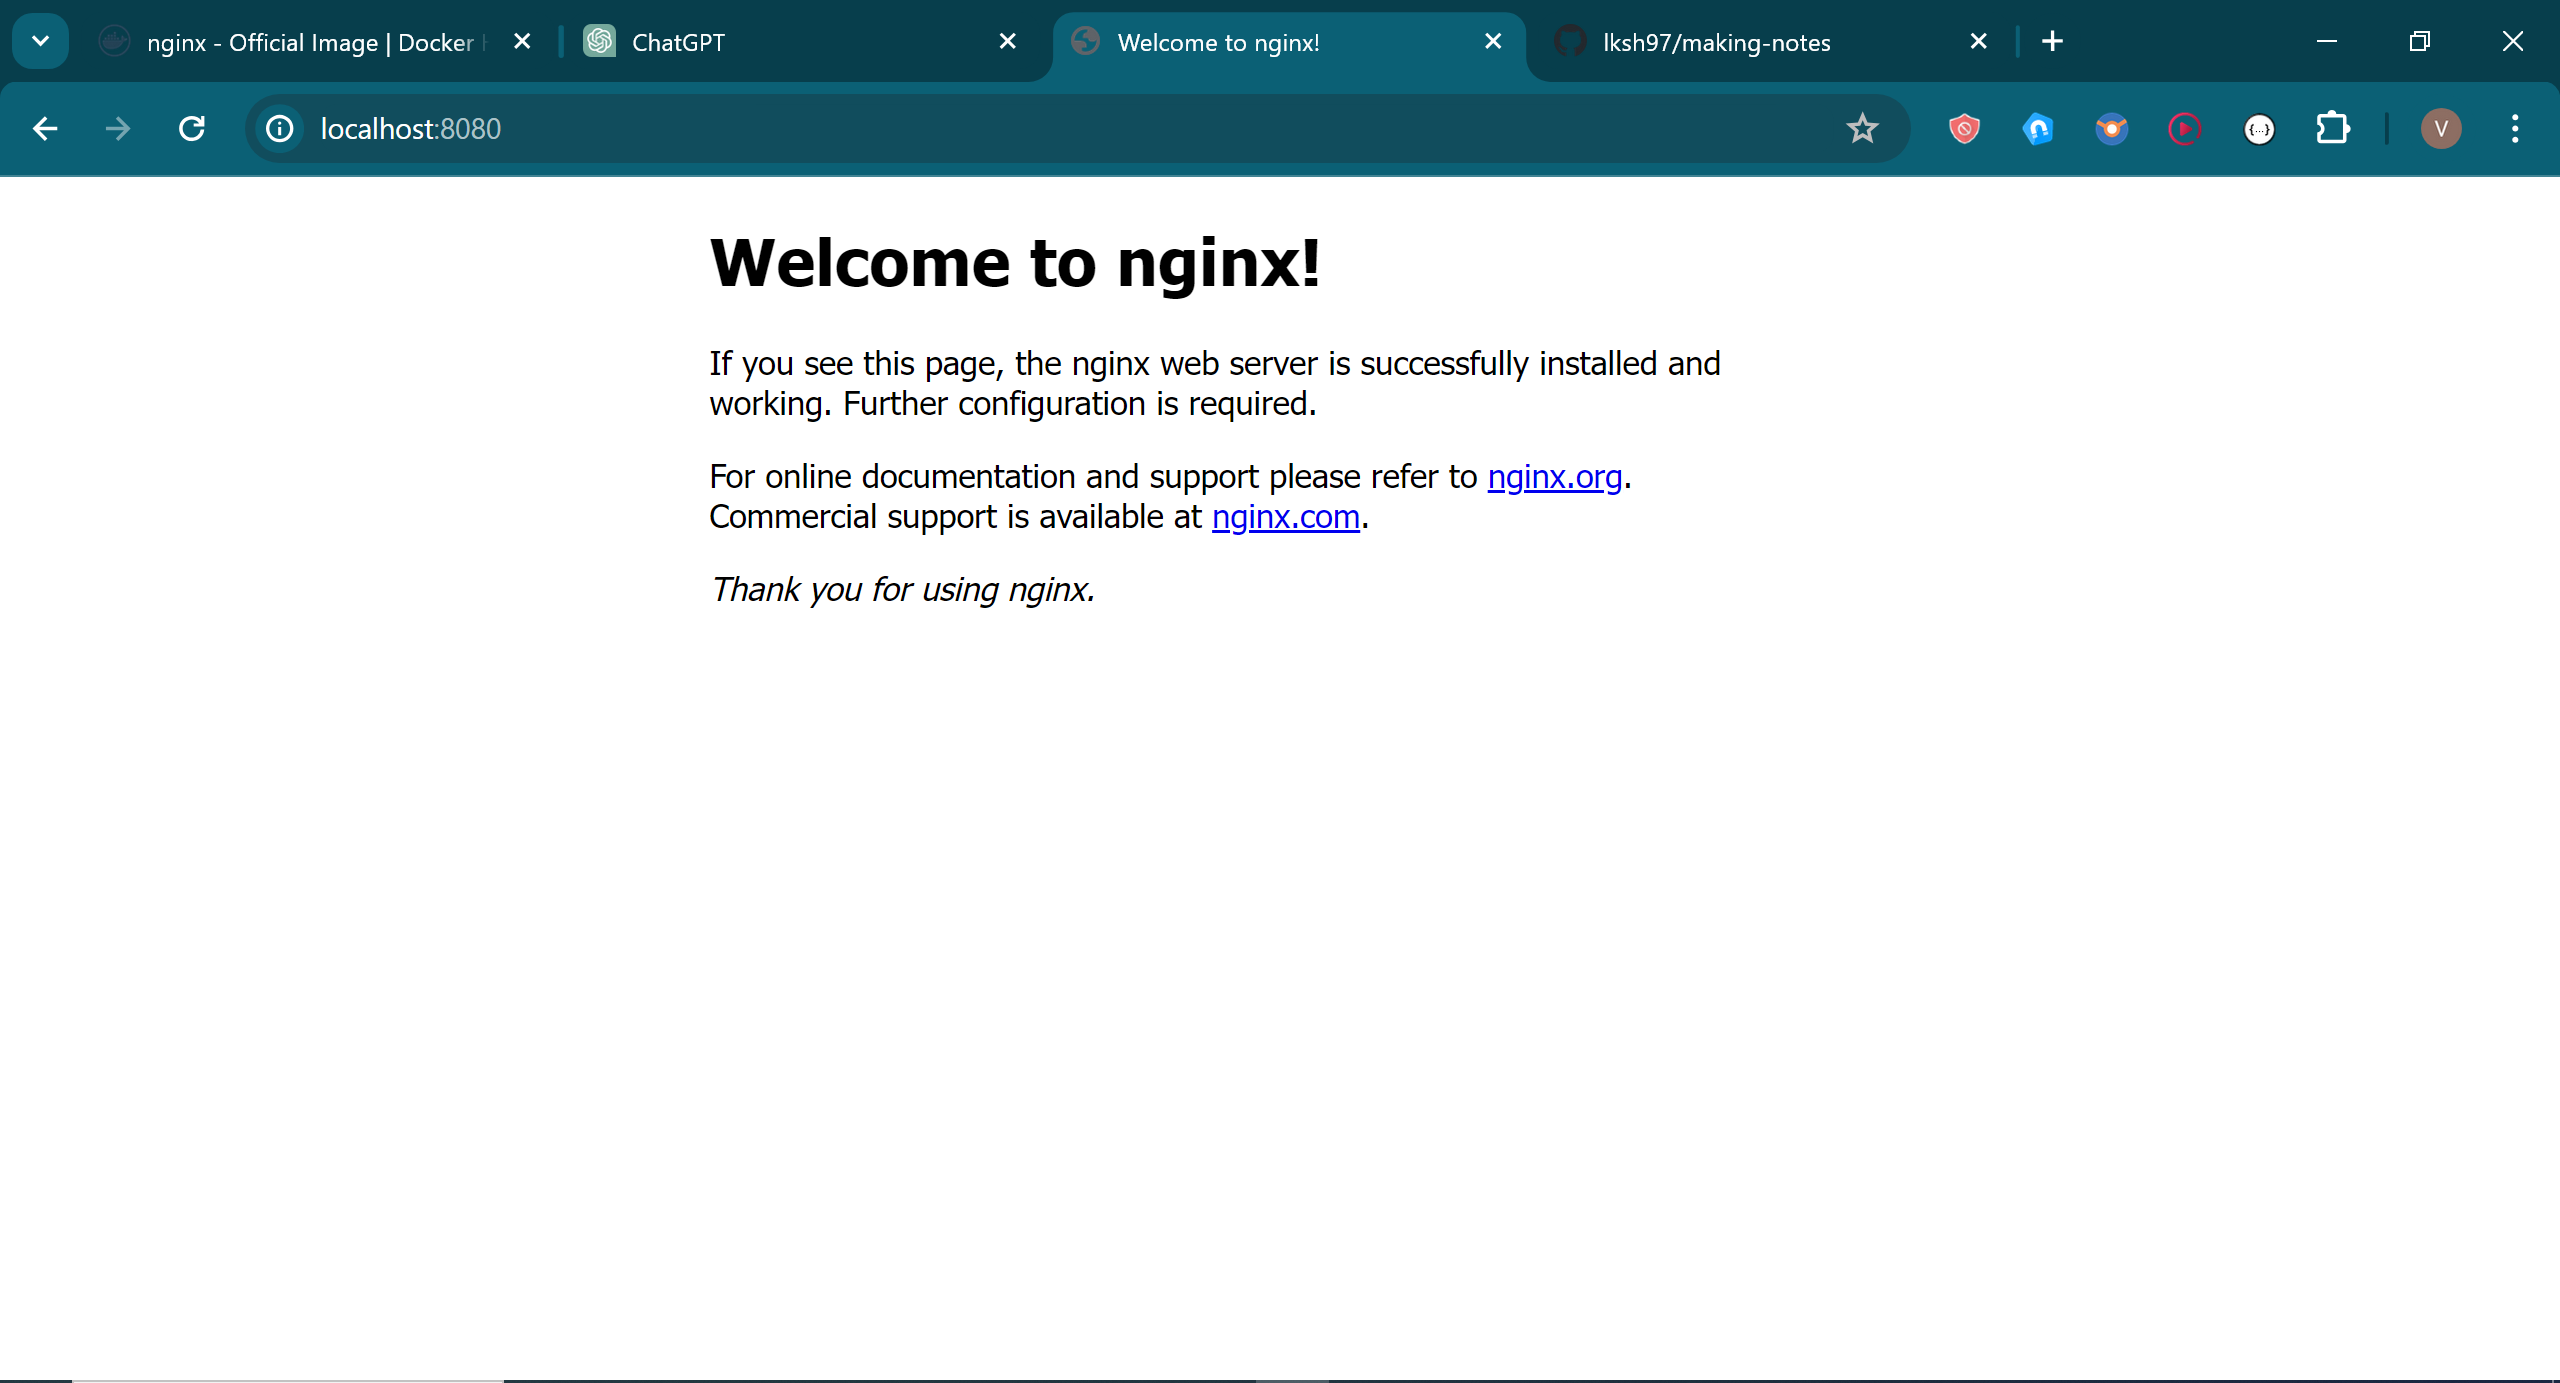 nginx - Official Image | Docker
ChatGPT
Welcome to nginx!
lksh97/making-notes
localhost:8080
V
Welcome to nginx!
If you see this page, the nginx web server is successfully installed and
working. Further configuration is required.
For online documentation and support please refer to nginx.org.
Commercial support is available at nginx.com.
Thank you for using nginx.